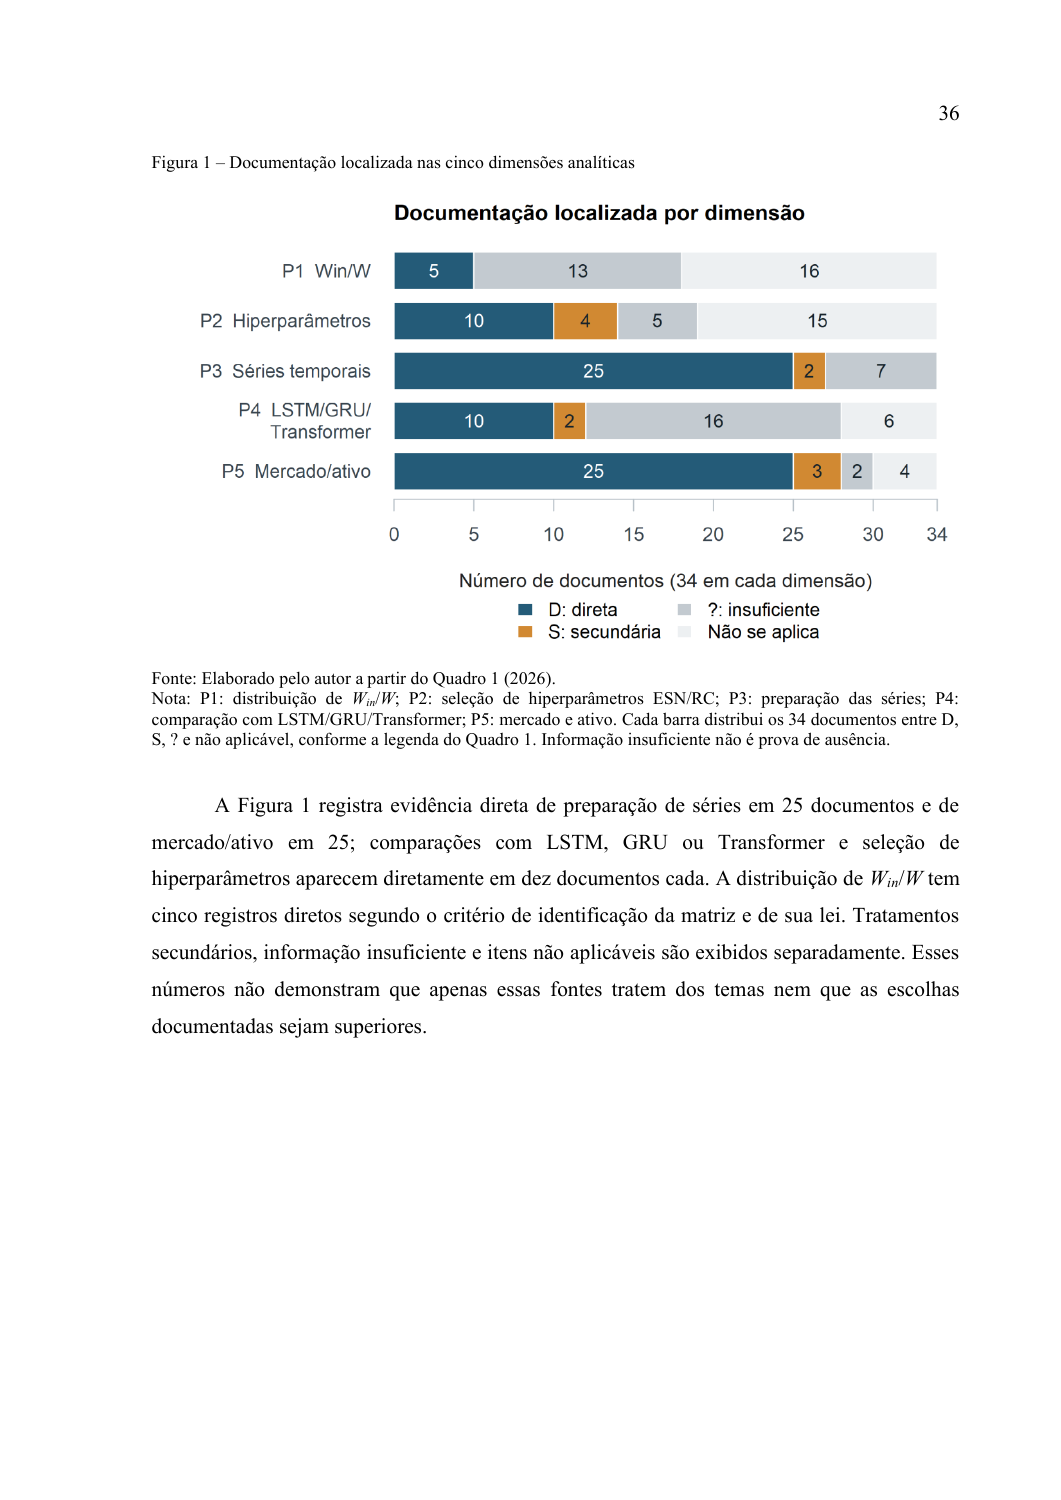 36
Figura 1 – Documentação localizada nas cinco dimensões analíticas
Documentação localizada por dimensão
P1 Win/W 5 13 16
P2 Hiperparâmetros 10 4 5 15
P3 Séries temporais 25 2 7
P4 LSTM/GRU/
Transformer 10 2 16 6
P5 Mercado/ativo 25 3 2 4
0 5 10 15 20 25 30 34
Número de documentos (34 em cada dimensão)
D: direta ?: insuficiente
S: secundária Não se aplica
Fonte: Elaborado pelo autor a partir do Quadro 1 (2026).
Nota: P1: distribuição de Win/W; P2: seleção de hiperparâmetros ESN/RC; P3: preparação das séries; P4:
comparação com LSTM/GRU/Transformer; P5: mercado e ativo. Cada barra distribui os 34 documentos entre D,
S, ? e não aplicável, conforme a legenda do Quadro 1. Informação insuficiente não é prova de ausência.
A Figura 1 registra evidência direta de preparação de séries em 25 documentos e de
mercado/ativo em 25; comparações com LSTM, GRU ou Transformer e seleção de
hiperparâmetros aparecem diretamente em dez documentos cada. A distribuição de Win/W tem
cinco registros diretos segundo o critério de identificação da matriz e de sua lei. Tratamentos
secundários, informação insuficiente e itens não aplicáveis são exibidos separadamente. Esses
números não demonstram que apenas essas fontes tratem dos temas nem que as escolhas
documentadas sejam superiores.